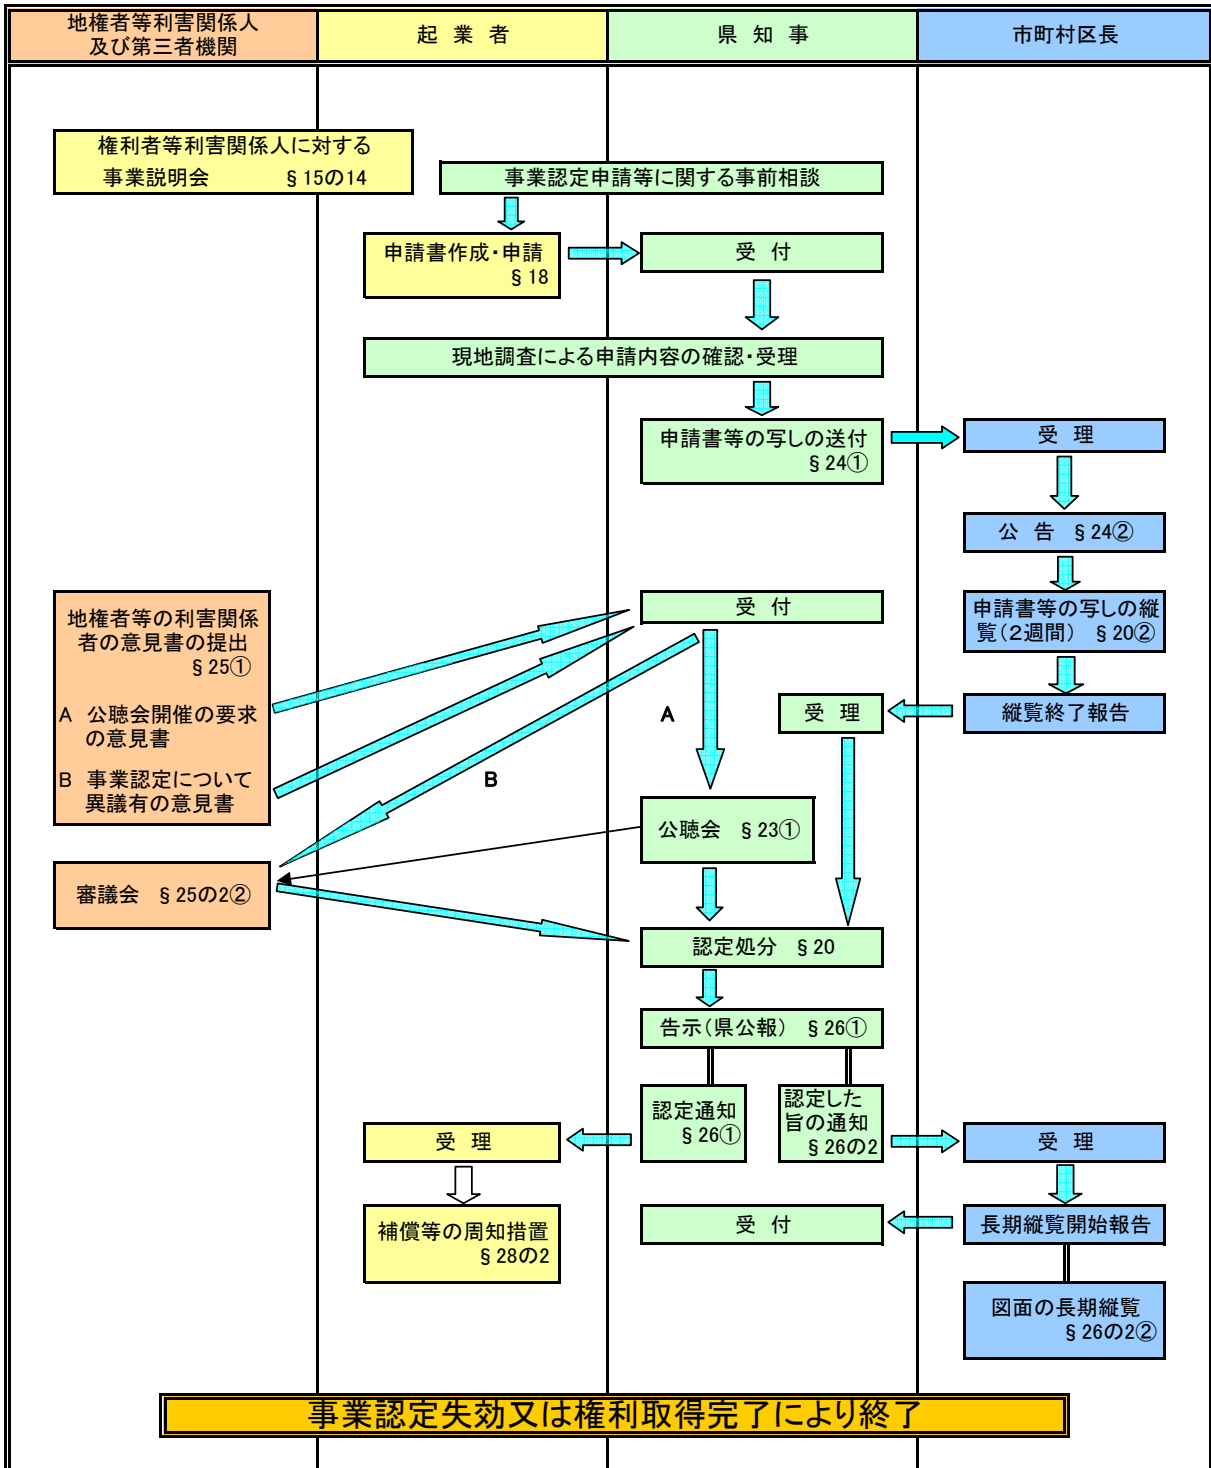 地権者等利害関係人
及び第三者機関
起 業 者
県 知 事
市町村区長
権利者等利害関係人に対する
事業説明会 §15の14
事業認定申請等に関する事前相談
申請書作成・申請
§18
受 付
現地調査による申請内容の確認・受理
申請書等の写しの送付
§24①
受 理
公 告 §24②
地権者等の利害関係
者の意見書の提出
§25①
A 公聴会開催の要求
の意見書
B 事業認定について
異議有の意見書
受 付
申請書等の写しの縦
覧(2週間) §20②
A
受 理
縦覧終了報告
B
公聴会 §23①
審議会 §25の2②
認定処分 §20
告示(県公報) §26①
認定通知
§26①
認定した
旨の通知
§26の2
受 理
受 理
補償等の周知措置
§28の2
受 付
長期縦覧開始報告
図面の長期縦覧
§26の2②
事業認定失効又は権利取得完了により終了